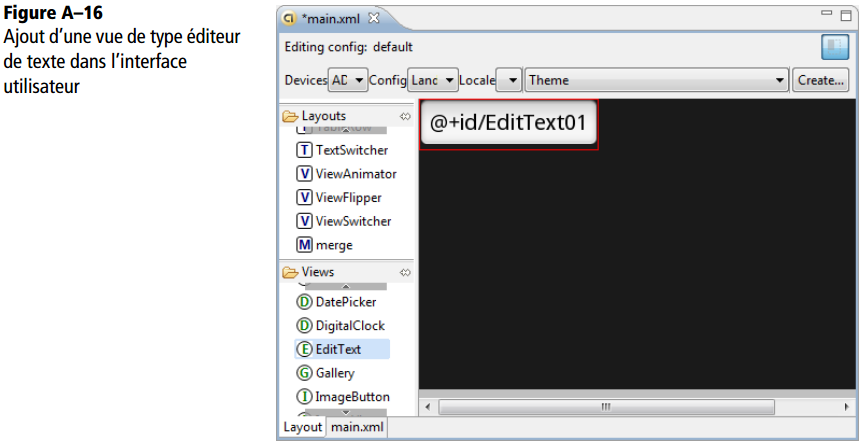 Figure A–16
Ajout d’une vue de type éditeur
de texte dans l’interface
utilisateur
*main.xml
Editing config: default
Devices AD Config Lanc Locale Theme Create...
Layouts
TableRow
TextSwitcher
ViewAnimator
ViewFlipper
ViewSwitcher
merge
Views
DatePicker
DigitalClock
EditText
Gallery
ImageButton
@+id/EditText01
Layout main.xml